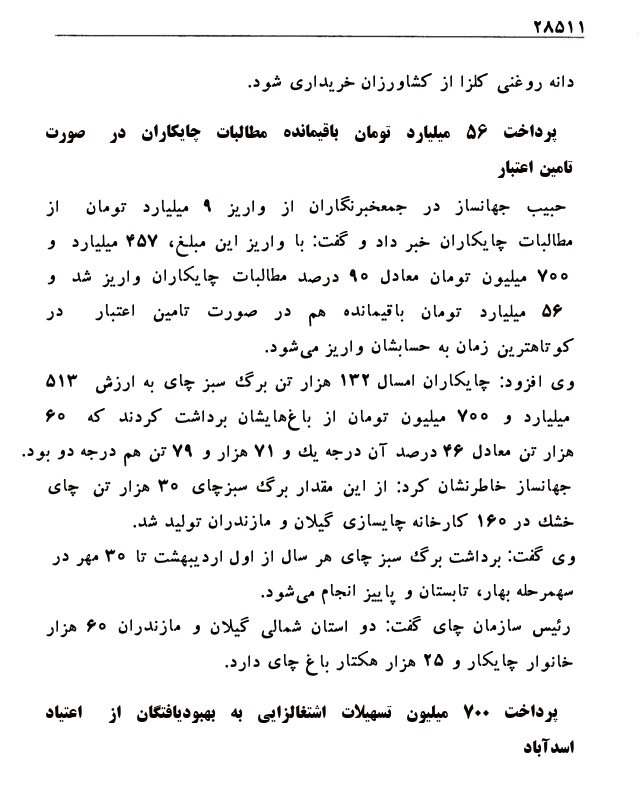 ۲۸۵۱۱
دانه روغنی کلزا از کشاورزان خریداری شود.
پرداخت ۵۶ میلیارد تومان باقیمانده مطالبات چایکاران در صورت
تامین اعتبار
حبیب جهانساز در جمعخبرنگاران از واریز ۹ میلیارد تومان از
مطالبات چایکاران خبر داد و گفت: با واریز این مبلغ، ۴۵۷ میلیارد و
۷۰۰ میلیون تومان معادل ۹۰ درصد مطالبات چایکاران واریز شد و
۵۶ میلیارد تومان باقیمانده هم در صورت تامین اعتبار در
کوتاهترین زمان به حسابشان واریز می‌شود.
وی افزود: چایکاران امسال ۱۳۲ هزار تن برگ سبز چای به ارزش ۵۱۳
میلیارد و ۷۰۰ میلیون تومان از باغ‌هایشان برداشت کردند که ۶۰
هزار تن معادل ۴۶ درصد آن درجه یك و ۷۱ هزار و ۷۹ تن هم درجه دو بود.
جهانساز خاطرنشان کرد: از این مقدار برگ سبزچای ۳۰ هزار تن چای
خشك در ۱۶۰ کارخانه چایسازی گیلان و مازندران تولید شد.
وی گفت: برداشت برگ سبز چای هر سال از اول اردیبهشت تا ۳۰ مهر در
سهمرحله بهار، تابستان و پاییز انجام می‌شود.
رئیس سازمان چای گفت: دو استان شمالی گیلان و مازندران ۶۰ هزار
خانوار چایکار و ۲۵ هزار هکتار باغ چای دارد.
پرداخت ۷۰۰ میلیون تسهیلات اشتغالزایی به بهبودیافتگان از اعتیاد
اسدآباد